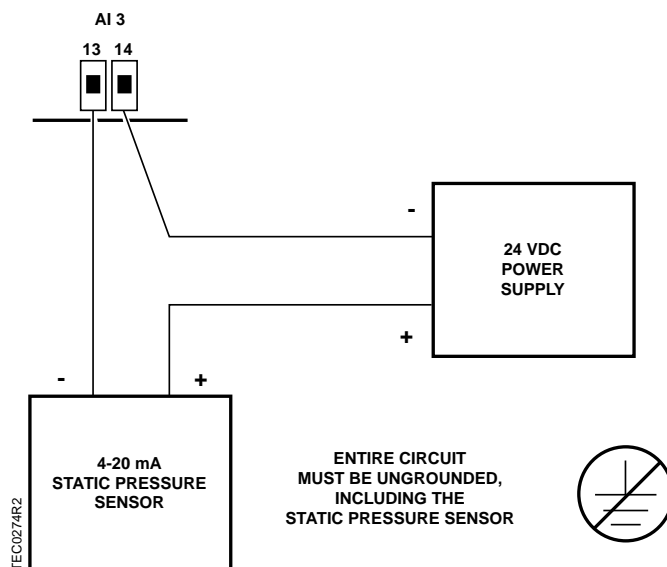 AI 3
13 14
-
24 VDC
POWER
SUPPLY
+
- +
4-20 mA
STATIC PRESSURE
SENSOR
ENTIRE CIRCUIT
MUST BE UNGROUNDED,
INCLUDING THE
STATIC PRESSURE SENSOR
TEC0274R2